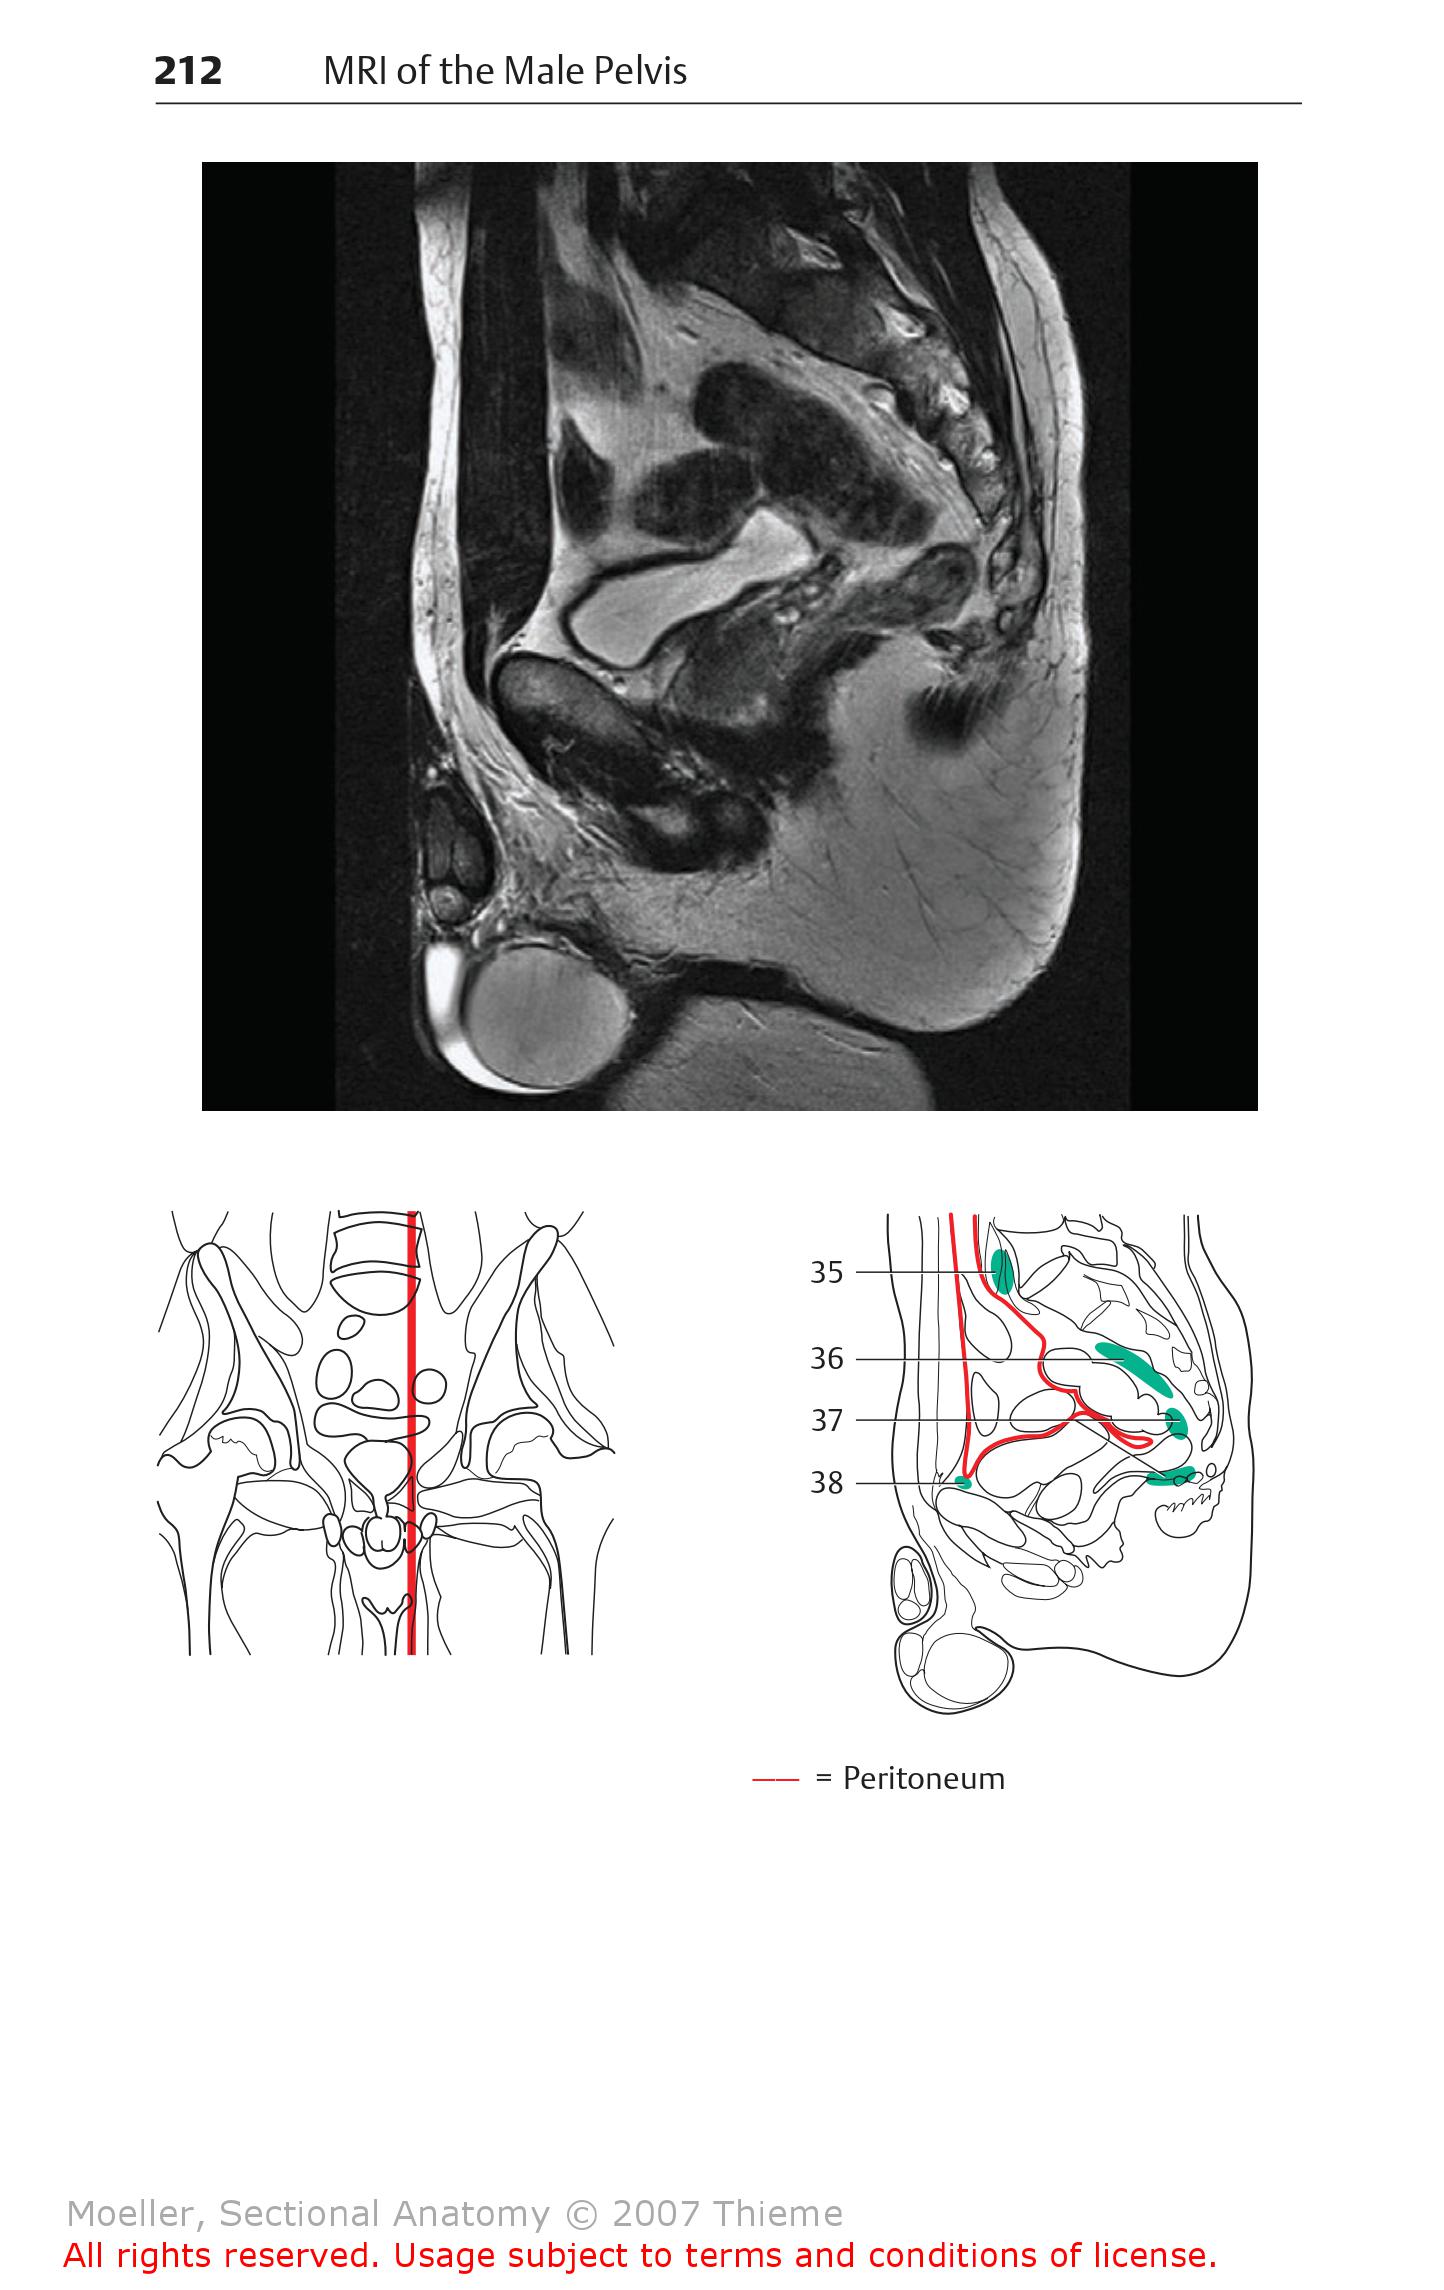 212 MRI of the Male Pelvis
35
36
37
38
= Peritoneum
Moeller, Sectional Anatomy © 2007 Thieme
All rights reserved. Usage subject to terms and conditions of license.